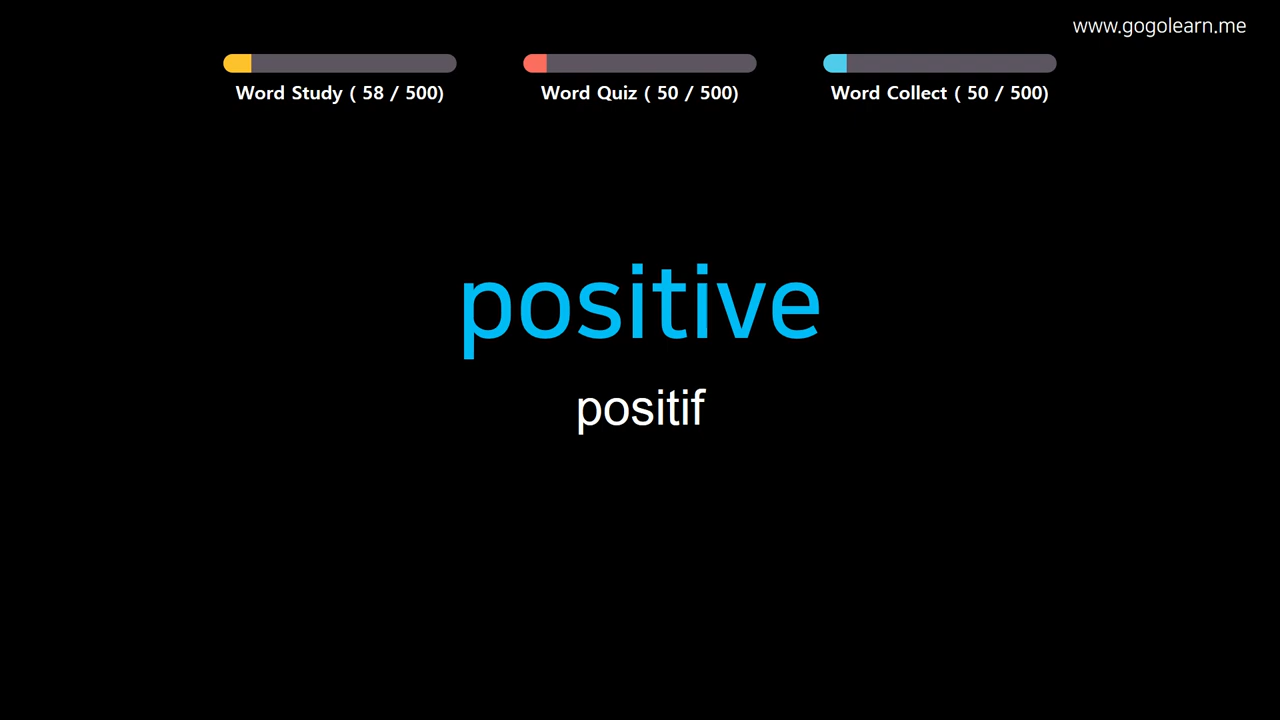 www.gogolearn.me
Word Study ( 58 / 500)
Word Quiz ( 50 / 500)
Word Collect ( 50 / 500)
positive
positif